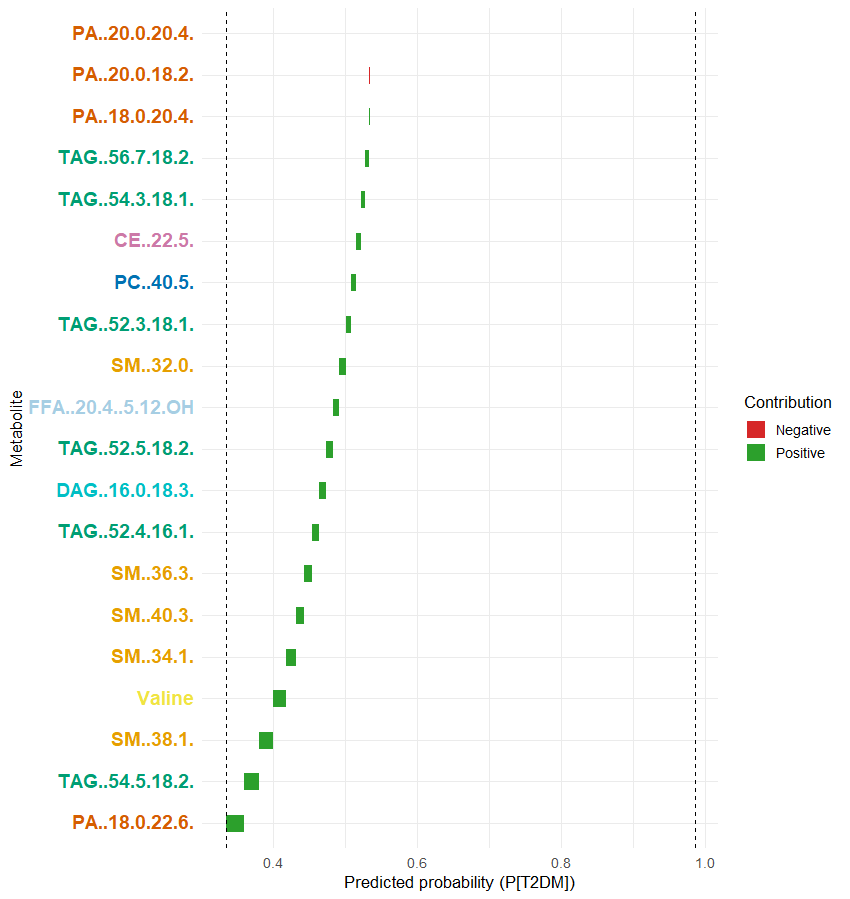 PA..20.0.20.4.
PA..20.0.18.2.
PA..18.0.20.4.
TAG..56.7.18.2.
TAG..54.3.18.1.
CE..22.5.
PC..40.5.
TAG..52.3.18.1.
SM..32.0.
FFA..20.4..5.12.OH
TAG..52.5.18.2.
DAG..16.0.18.3.
TAG..52.4.16.1.
SM..36.3.
SM..40.3.
SM..34.1.
Valine
SM..38.1.
TAG..54.5.18.2.
PA..18.0.22.6.
Metabolite
0.4 0.6 0.8 1.0
Predicted probability (P[T2DM])
Contribution
Negative
Positive